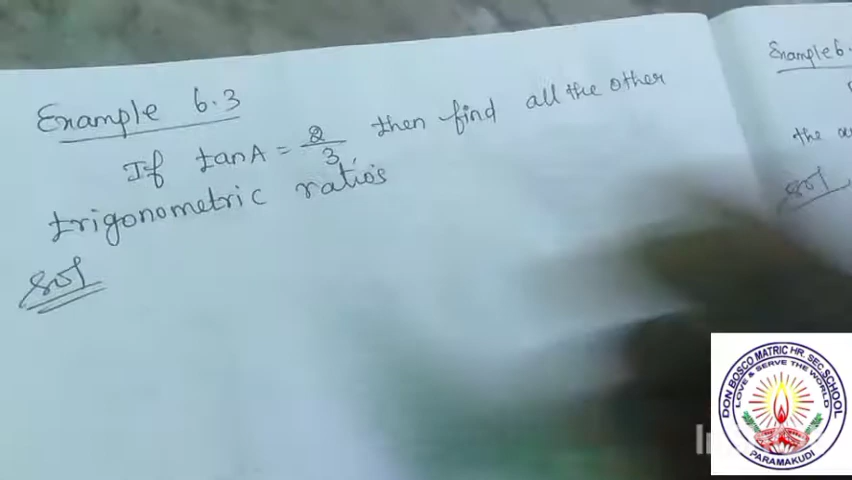 Example 6.3
If tanA = 2/3, then find all the other
trigonometric ratio's
Sol
Example 6.
the
Sol
DON BOSCO MATRIC HR. SEC. SCHOOL
LOVE & SERVE THE WORLD
PARAMAKUDI